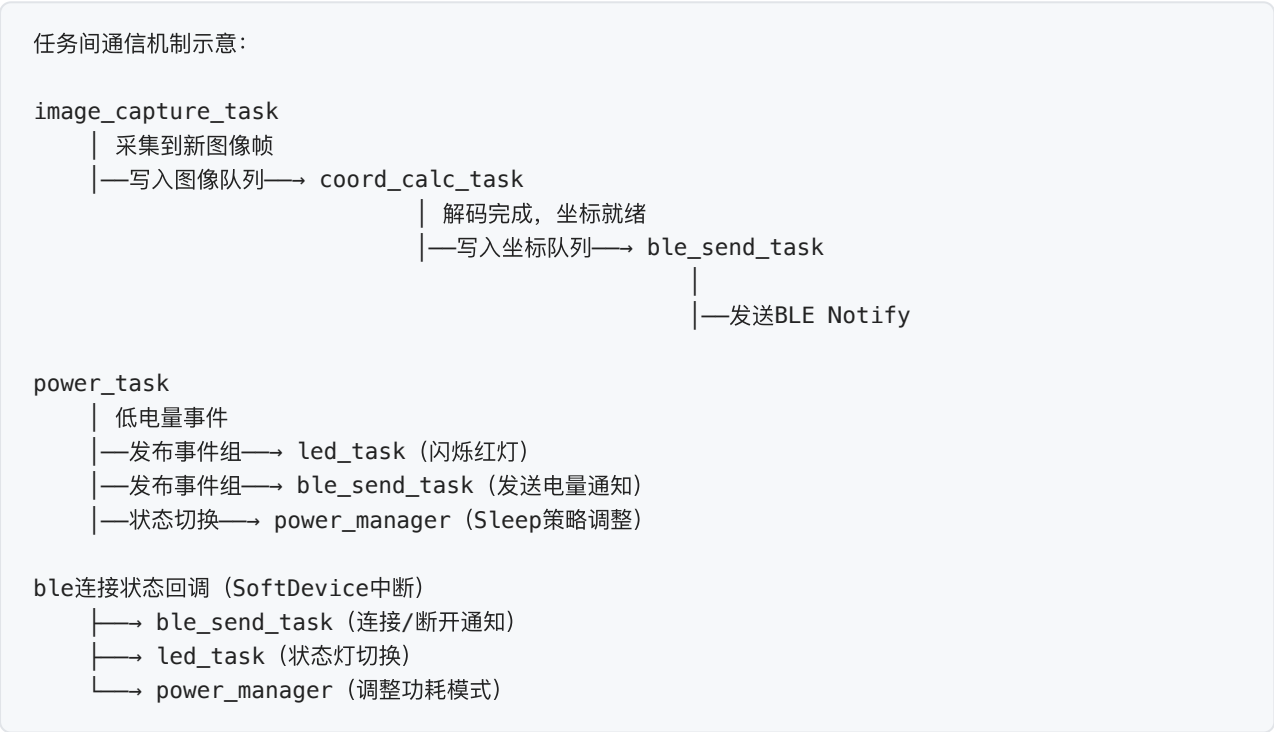 任务间通信机制示意：
image_capture_task
│ 采集到新图像帧
│──写入图像队列──→ coord_calc_task
│ 解码完成，坐标就绪
│──写入坐标队列──→ ble_send_task
│
│──发送BLE Notify
power_task
│ 低电量事件
│──发布事件组──→ led_task（闪烁红灯）
│──发布事件组──→ ble_send_task（发送电量通知）
│──状态切换──→ power_manager（Sleep策略调整）
ble连接状态回调（SoftDevice中断）
├──→ ble_send_task（连接/断开通知）
├──→ led_task（状态灯切换）
└──→ power_manager（调整功耗模式）